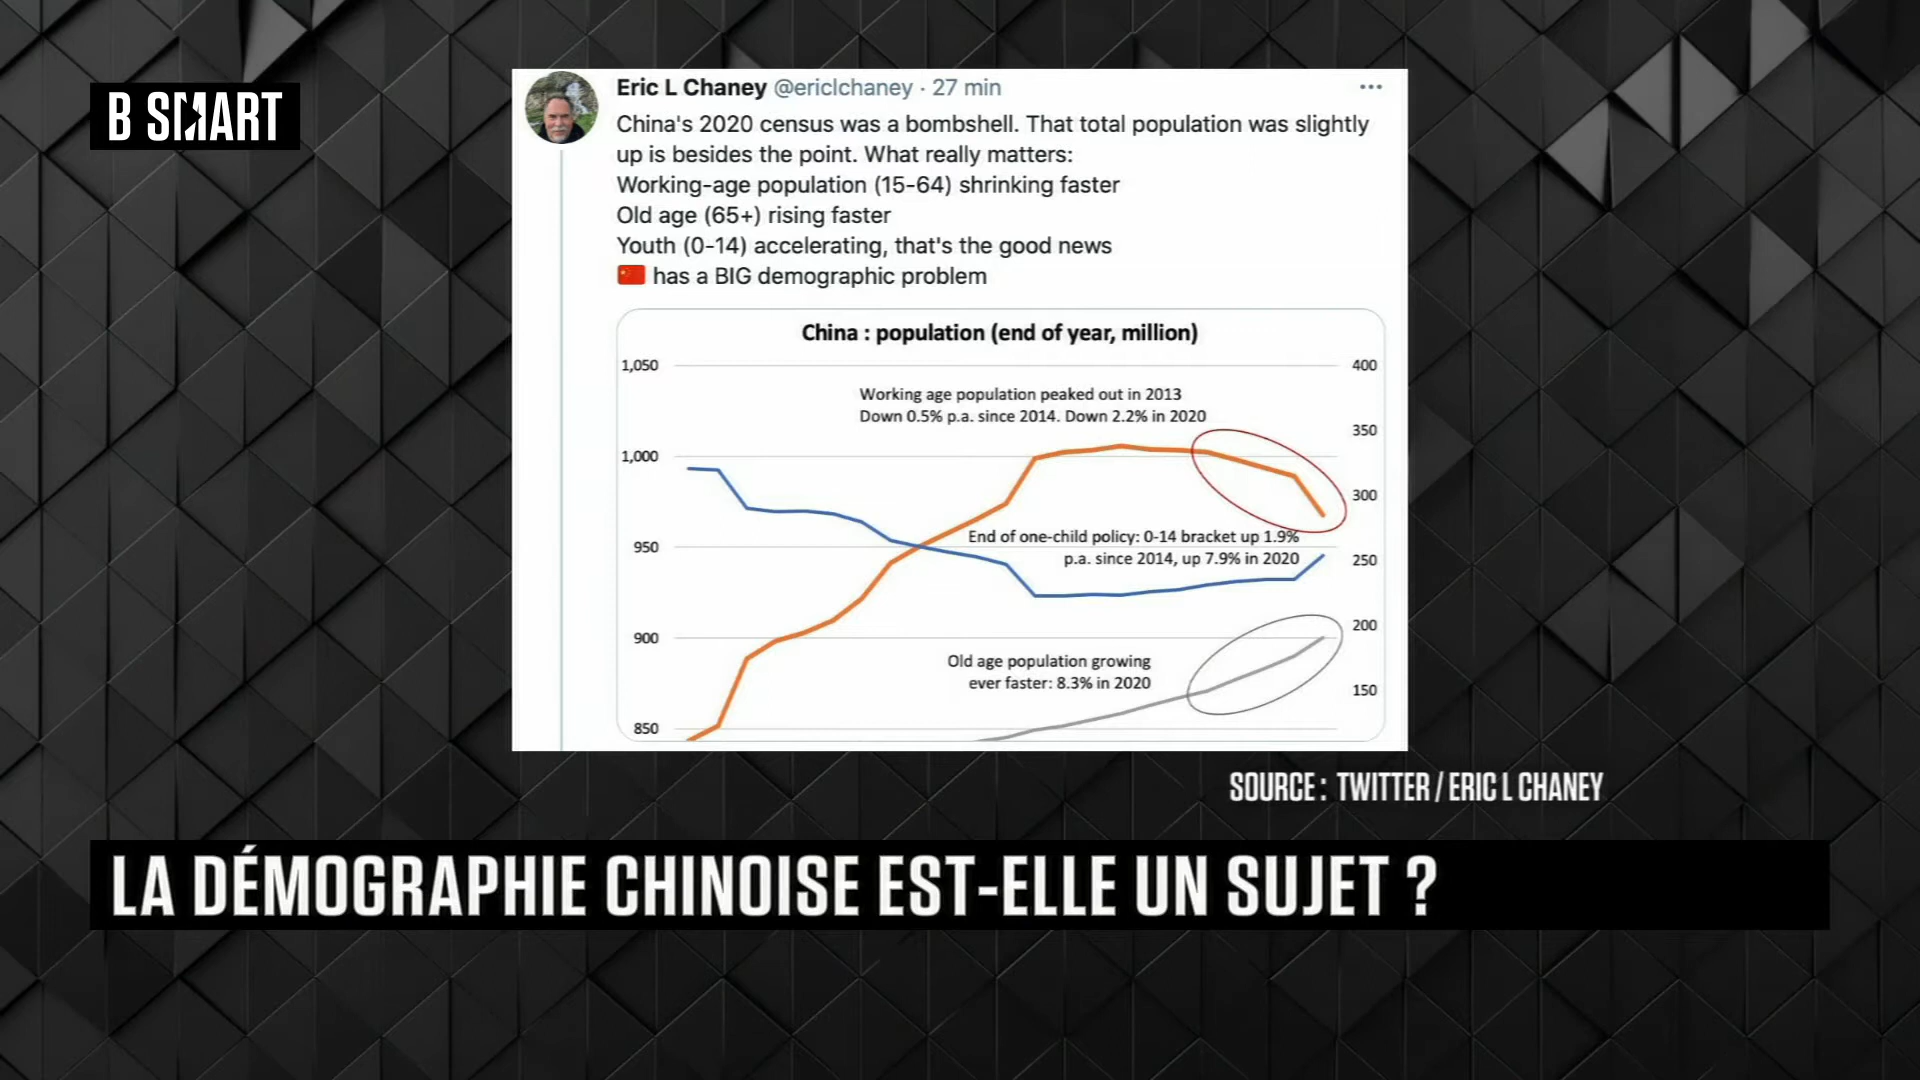 B SMART
Eric L Chaney @ericlchaney · 27 min
China's 2020 census was a bombshell. That total population was slightly
up is besides the point. What really matters:
Working-age population (15-64) shrinking faster
Old age (65+) rising faster
Youth (0-14) accelerating, that's the good news
🇨🇳 has a BIG demographic problem
China : population (end of year, million)
1,050
400
Working age population peaked out in 2013
Down 0.5% p.a. since 2014. Down 2.2% in 2020
350
1,000
300
End of one-child policy: 0-14 bracket up 1.9%
p.a. since 2014, up 7.9% in 2020
950
250
900
200
Old age population growing
ever faster: 8.3% in 2020
150
850
SOURCE : TWITTER / ERIC L CHANEY
LA DÉMOGRAPHIE CHINOISE EST-ELLE UN SUJET ?